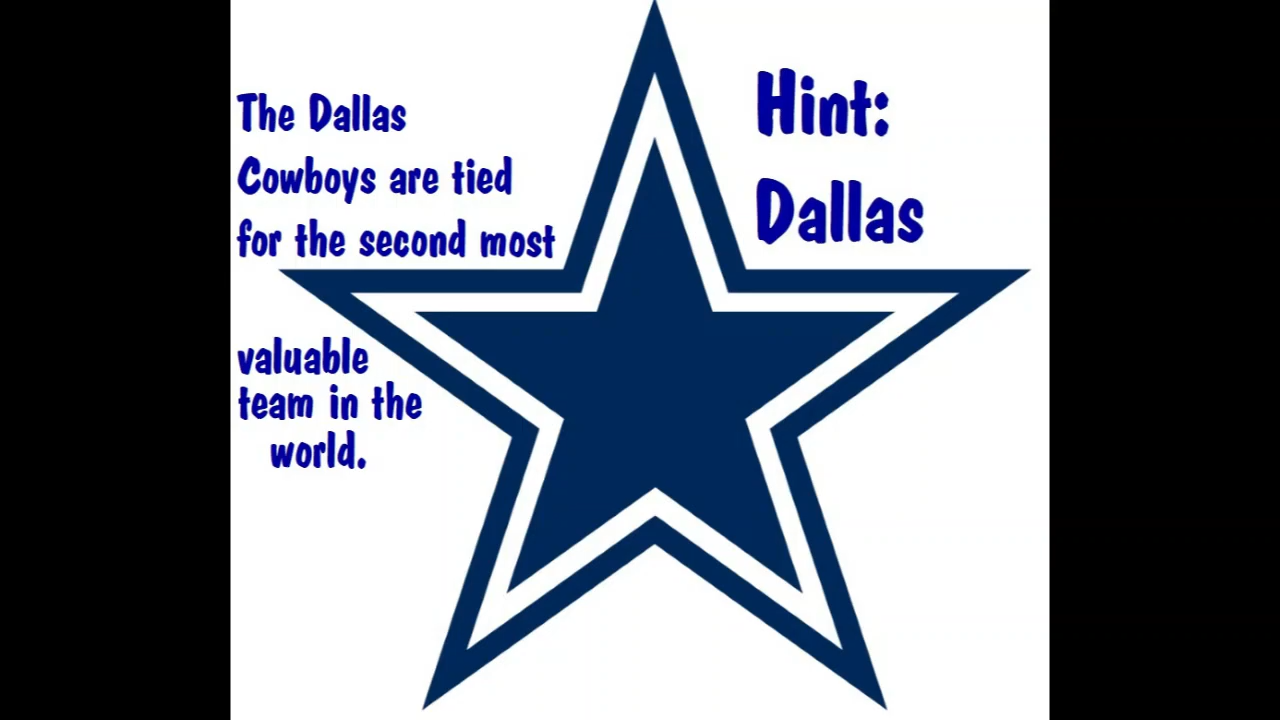 The Dallas
Cowboys are tied
for the second most
valuable
team in the
world.
Hint:
Dallas